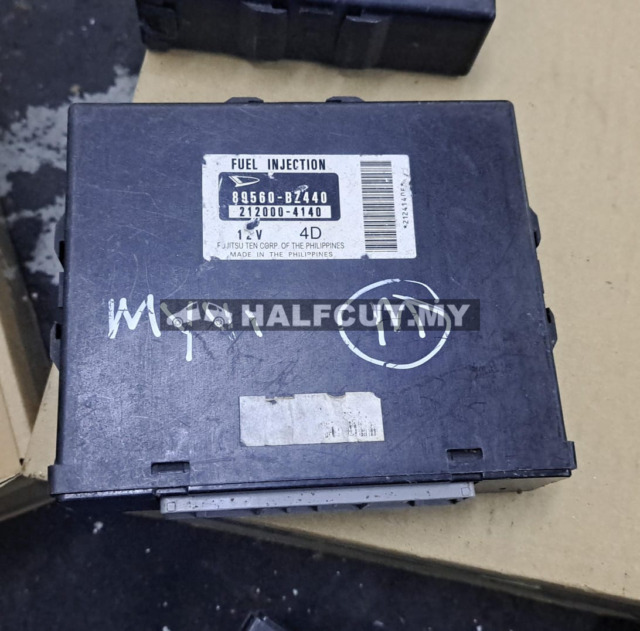 FUEL INJECTION
89560-BZ440
212000-4140
12V 4D
FUJITSU TEN CORP. OF THE PHILIPPINES
MADE IN THE PHILIPPINES
HALFCUT.MY
M